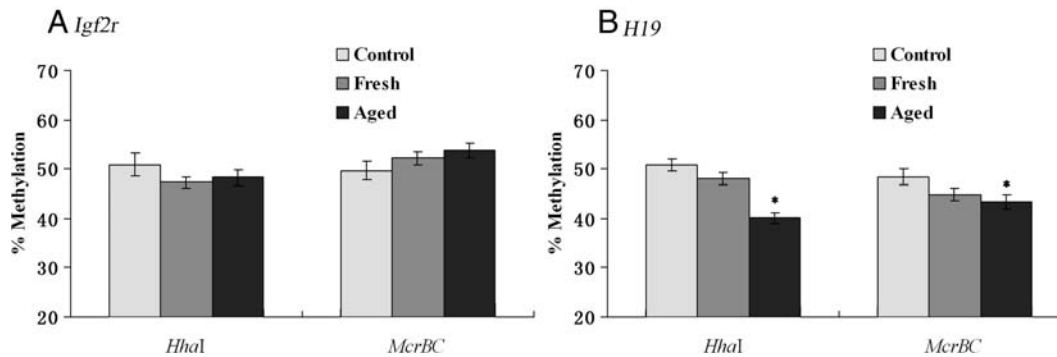 A Igf2r
Control
Fresh
Aged
% Methylation
70
60
50
40
30
20
HhaI
McrBC
B H19
Control
Fresh
Aged
% Methylation
70
60
50
40
30
20
*
*
HhaI
McrBC